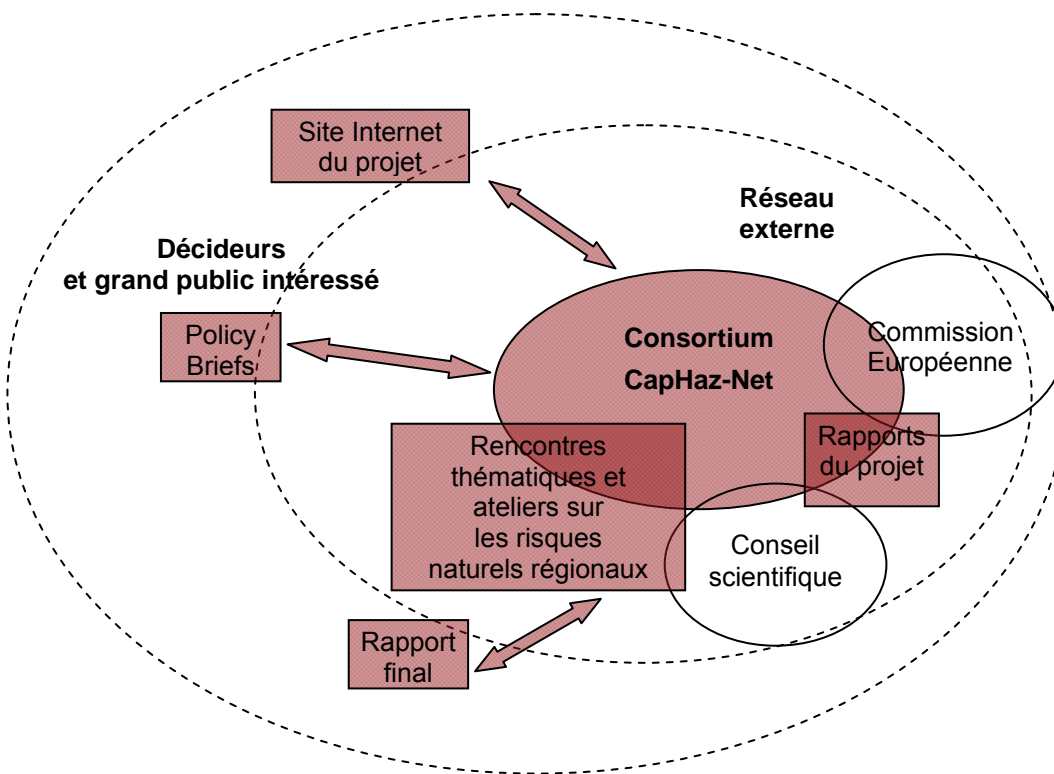 Site Internet
du projet
Réseau
externe
Décideurs
et grand public intéressé
Policy
Briefs
Consortium
CapHaz-Net
Commission
Européenne
Rencontres
thématiques et
ateliers sur
les risques
naturels régionaux
Rapports
du projet
Conseil
scientifique
Rapport
final